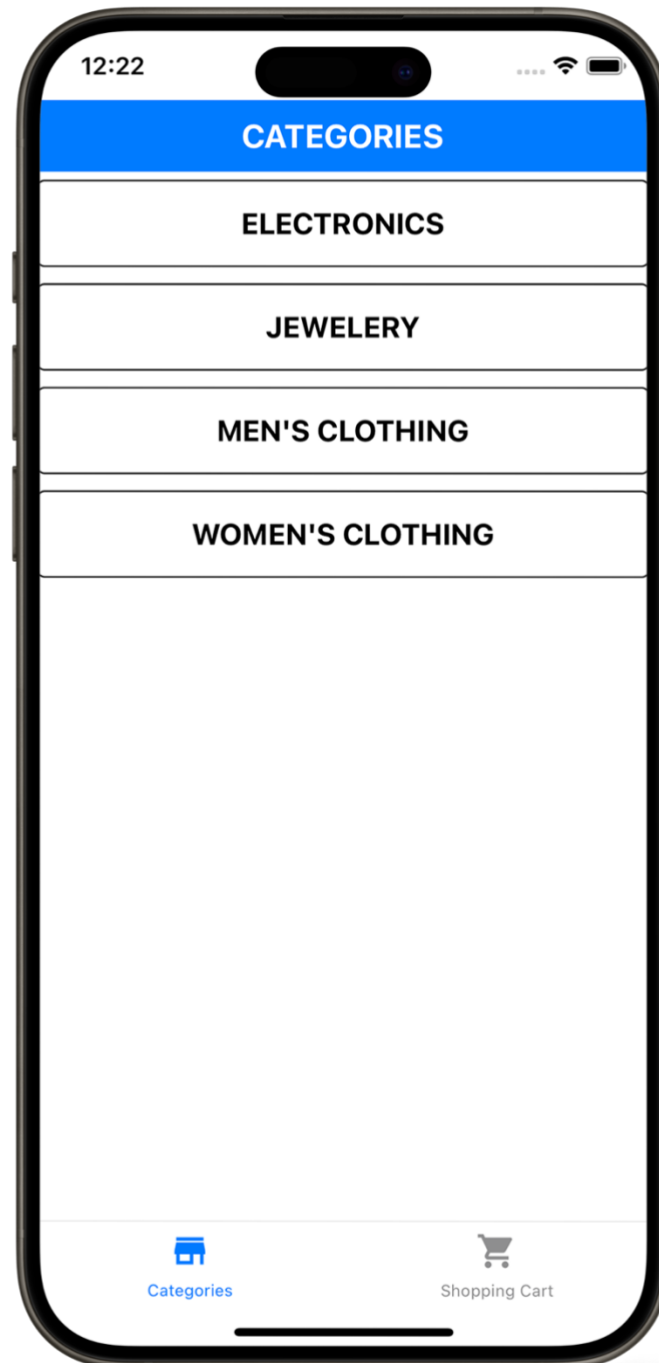 12:22
CATEGORIES
ELECTRONICS
JEWELERY
MEN'S CLOTHING
WOMEN'S CLOTHING
Categories
Shopping Cart